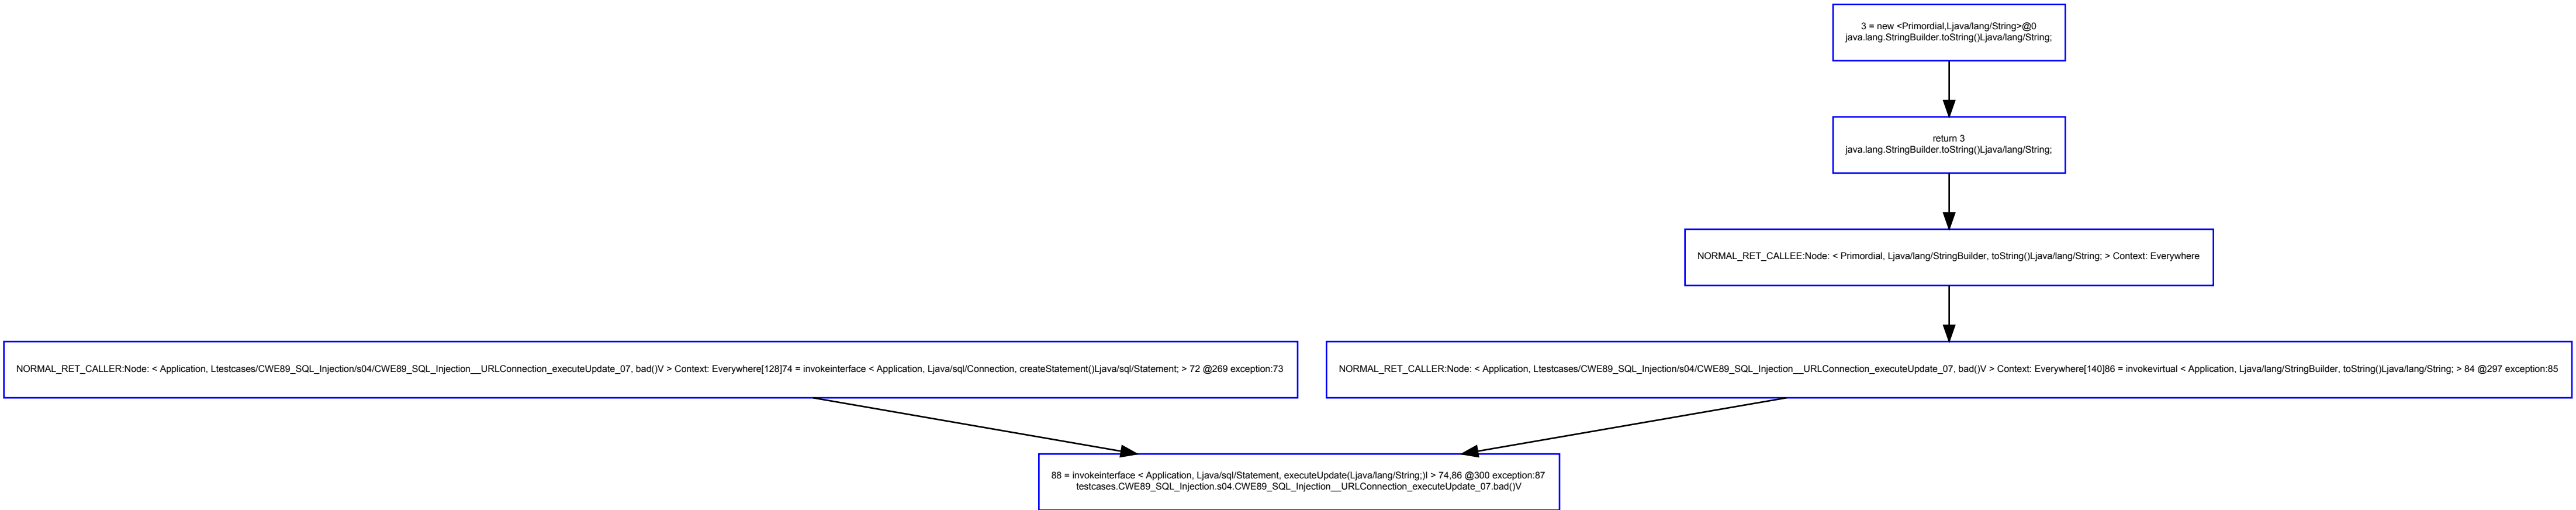 3 = new <Primordial,Ljava/lang/String>@0
java.lang.StringBuilder.toString()Ljava/lang/String;
return 3
java.lang.StringBuilder.toString()Ljava/lang/String;
NORMAL_RET_CALLEE:Node: < Primordial, Ljava/lang/StringBuilder, toString()Ljava/lang/String; > Context: Everywhere
NORMAL_RET_CALLER:Node: < Application, Ltestcases/CWE89_SQL_Injection/s04/CWE89_SQL_Injection__URLConnection_executeUpdate_07, bad()V > Context: Everywhere[128]74 = invokeinterface < Application, Ljava/sql/Connection, createStatement()Ljava/sql/Statement; > 72 @269 exception:73
NORMAL_RET_CALLER:Node: < Application, Ltestcases/CWE89_SQL_Injection/s04/CWE89_SQL_Injection__URLConnection_executeUpdate_07, bad()V > Context: Everywhere[140]86 = invokevirtual < Application, Ljava/lang/StringBuilder, toString()Ljava/lang/String; > 84 @297 exception:85
88 = invokeinterface < Application, Ljava/sql/Statement, executeUpdate(Ljava/lang/String;)I > 74,86 @300 exception:87
testcases.CWE89_SQL_Injection.s04.CWE89_SQL_Injection__URLConnection_executeUpdate_07.bad()V